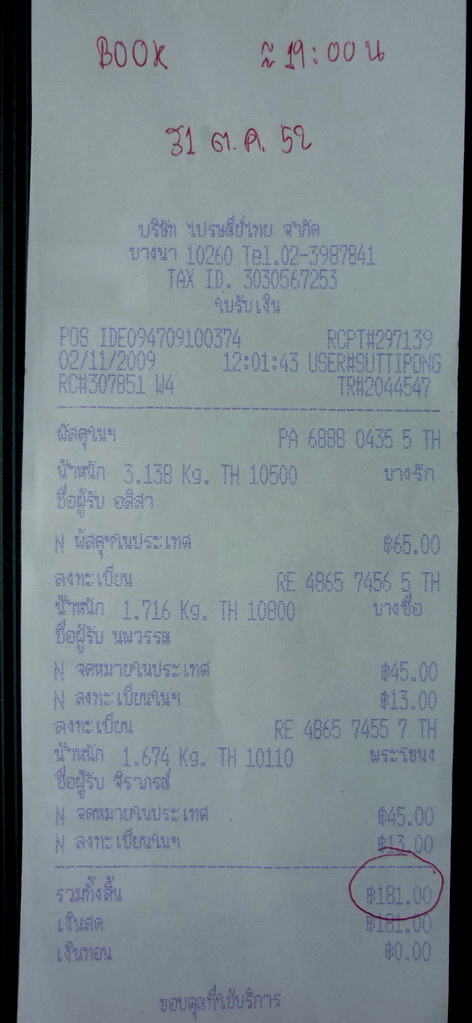 BOOK ≈ 19:00 น
31 ต.ค. 52
บริษัท ไปรษณีย์ไทย จำกัด
บางนา 10260 Tel.02-3987841
TAX ID. 3030567253
ใบรับเงิน
POS IDE094709100374 RCPT#297139
02/11/2009 12:01:43 USER#SUTTIPONG
RC#307851 W4 TR#2044547
พัสดุในฯ PA 6888 0435 5 TH
น้ำหนัก 3.138 Kg. TH 10500 บางรัก
ชื่อผู้รับ อลิสา
N พัสดุฯในประเทศ ฿65.00
ลงทะเบียน RE 4865 7456 5 TH
น้ำหนัก 1.716 Kg. TH 10800 บางซื่อ
ชื่อผู้รับ นพวรรณ
N จดหมายในประเทศ ฿45.00
N ลงทะเบียนในฯ ฿13.00
ลงทะเบียน RE 4865 7455 7 TH
น้ำหนัก 1.674 Kg. TH 10110 พระโขนง
ชื่อผู้รับ จิราภรณ์
N จดหมายในประเทศ ฿45.00
N ลงทะเบียนในฯ ฿13.00
รวมทั้งสิ้น ฿181.00
เงินสด ฿181.00
เงินทอน ฿0.00
ขอบคุณที่ใช้บริการ